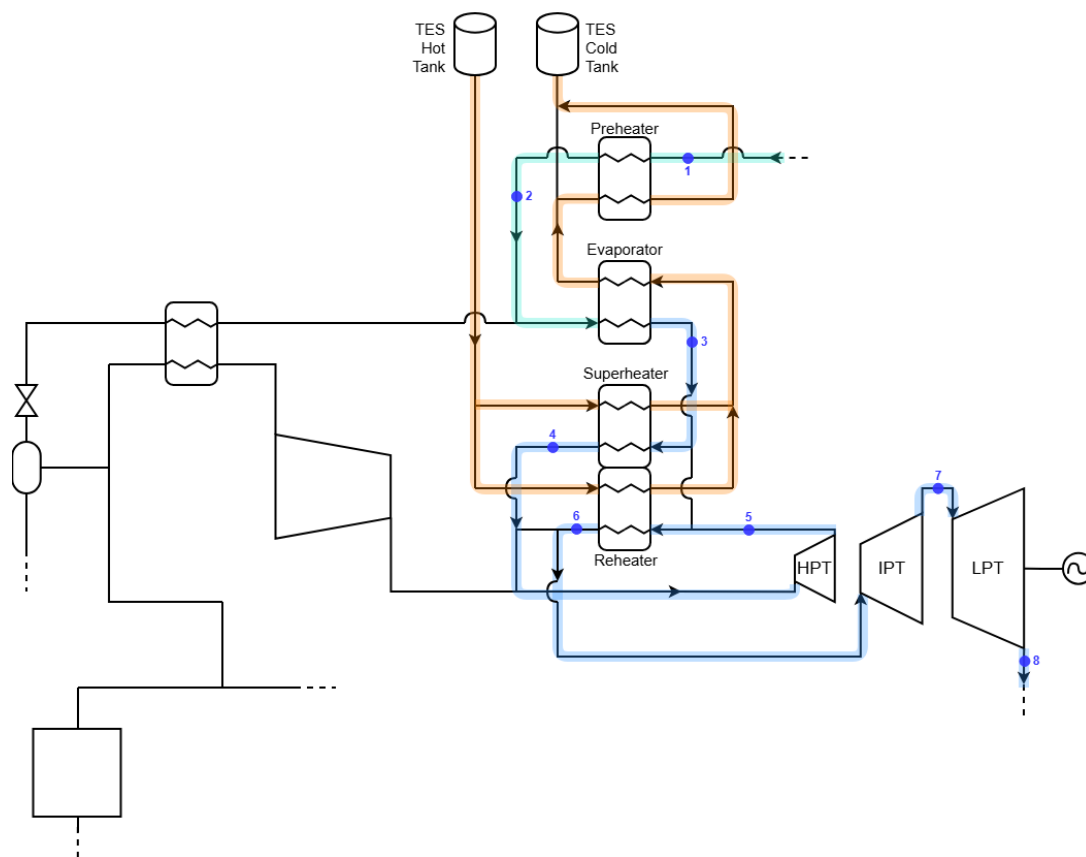 TES
Hot
Tank
TES
Cold
Tank
Preheater
1
2
Evaporator
3
Superheater
4
7
6
5
Reheater
HPT
IPT
LPT
8